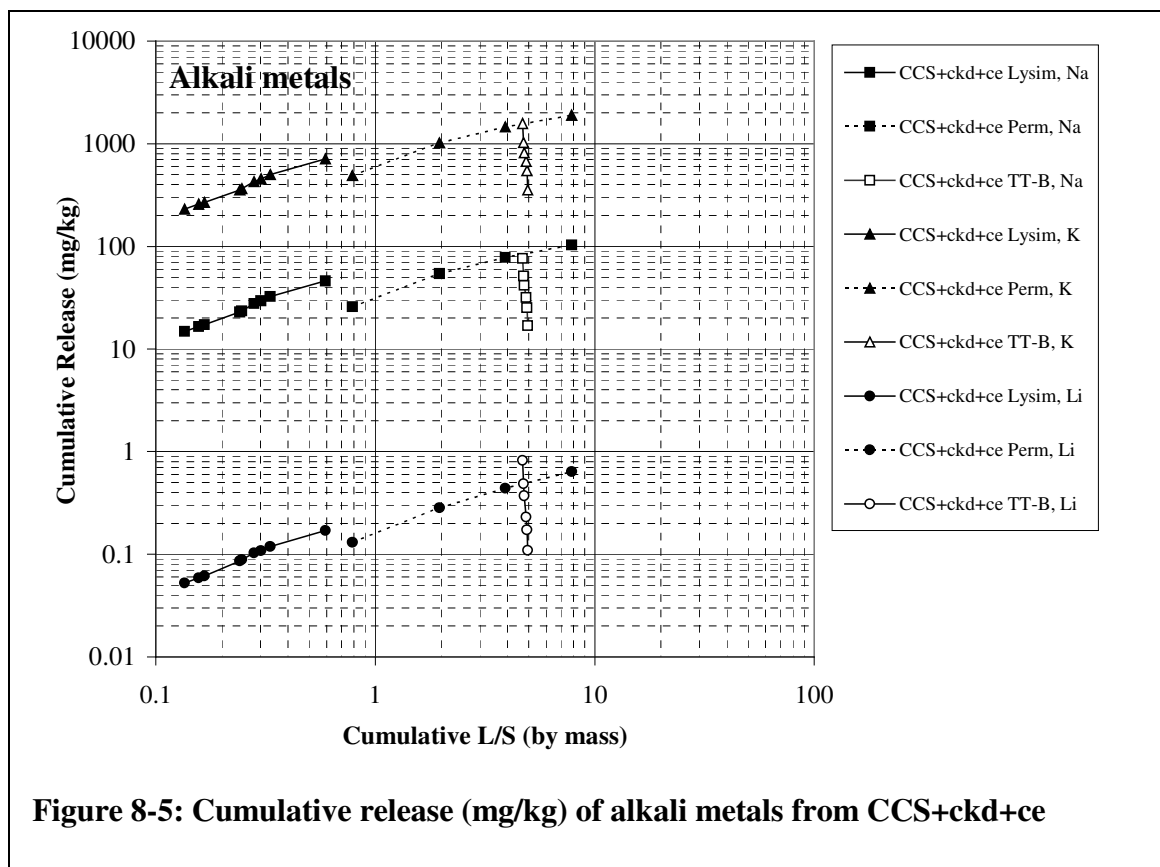 Alkali metals
10000
1000
100
10
1
0.1
0.01
Cumulative Release (mg/kg)
0.1 1 10 100
Cumulative L/S (by mass)
CCS+ckd+ce Lysim, Na
CCS+ckd+ce Perm, Na
CCS+ckd+ce TT-B, Na
CCS+ckd+ce Lysim, K
CCS+ckd+ce Perm, K
CCS+ckd+ce TT-B, K
CCS+ckd+ce Lysim, Li
CCS+ckd+ce Perm, Li
CCS+ckd+ce TT-B, Li
Figure 8-5: Cumulative release (mg/kg) of alkali metals from CCS+ckd+ce